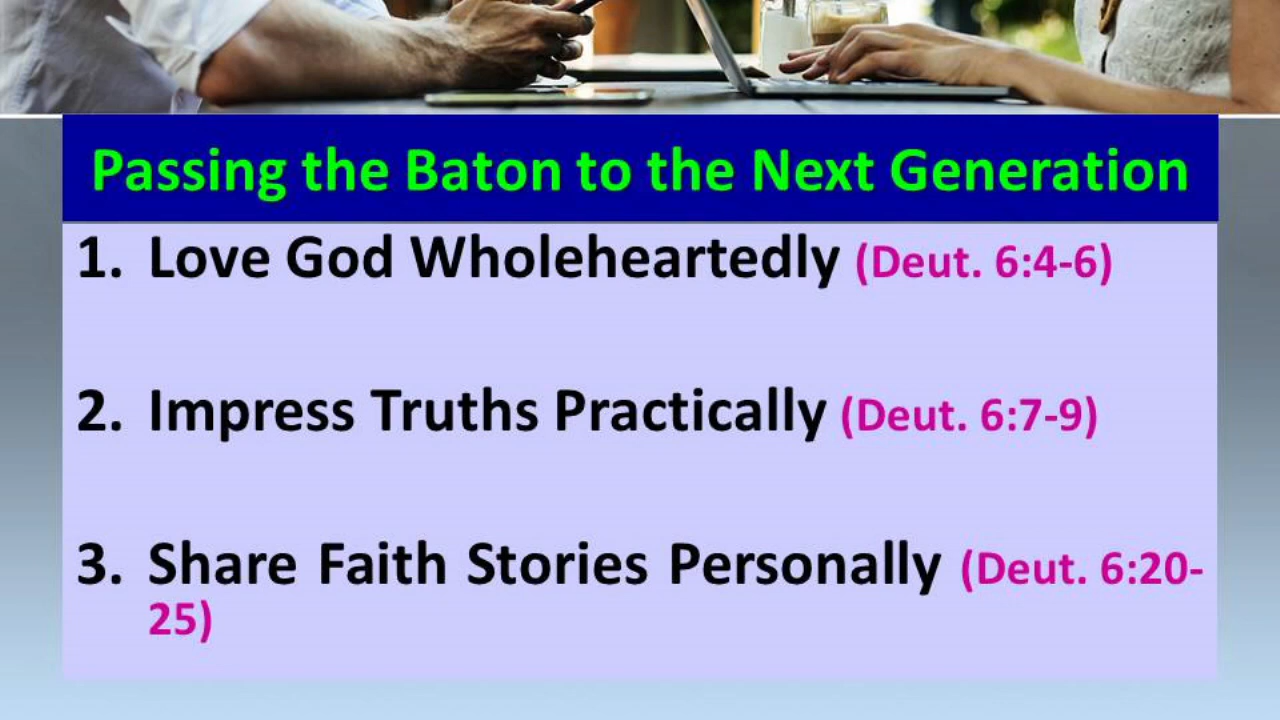 Passing the Baton to the Next Generation
1. Love God Wholeheartedly (Deut. 6:4-6)
2. Impress Truths Practically (Deut. 6:7-9)
3. Share Faith Stories Personally (Deut. 6:20-
25)